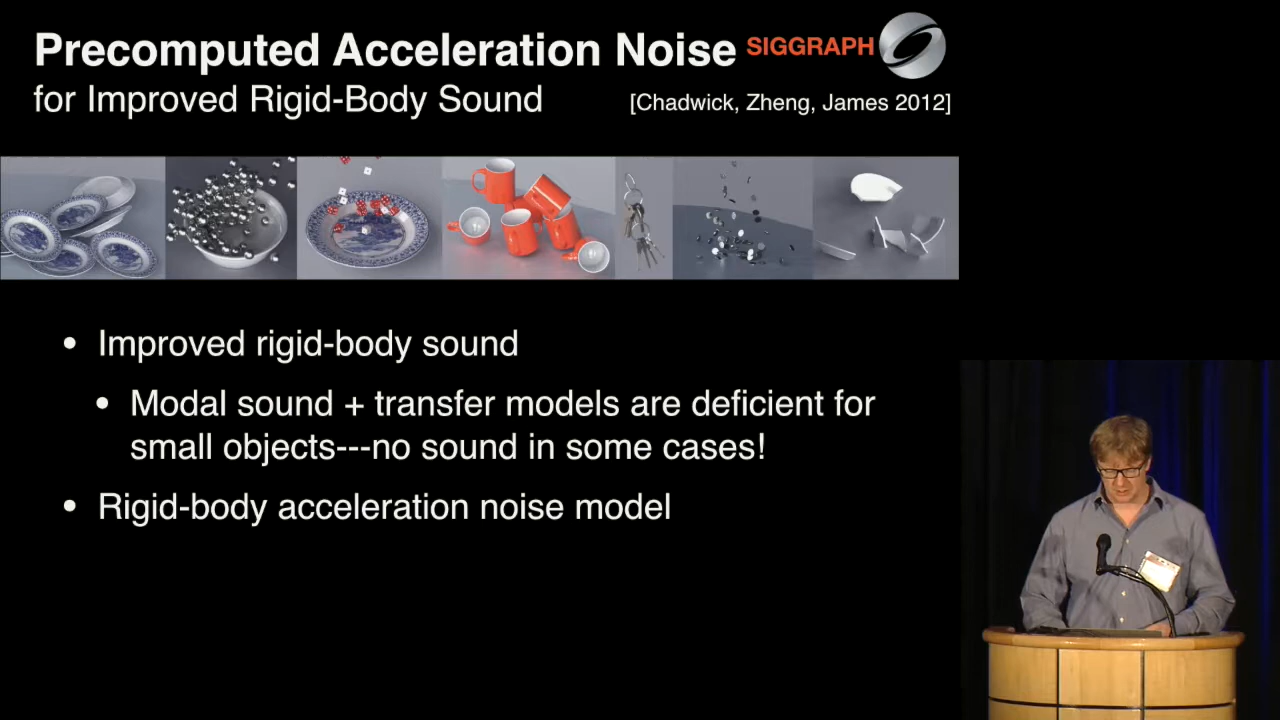 Precomputed Acceleration Noise SIGGRAPH
for Improved Rigid-Body Sound [Chadwick, Zheng, James 2012]
• Improved rigid-body sound
• Modal sound + transfer models are deficient for
small objects---no sound in some cases!
• Rigid-body acceleration noise model